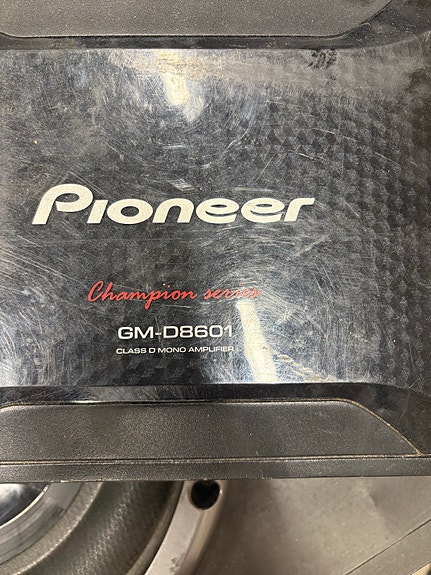 Pioneer
Champion series
GM-D8601
CLASS D MONO AMPLIFIER